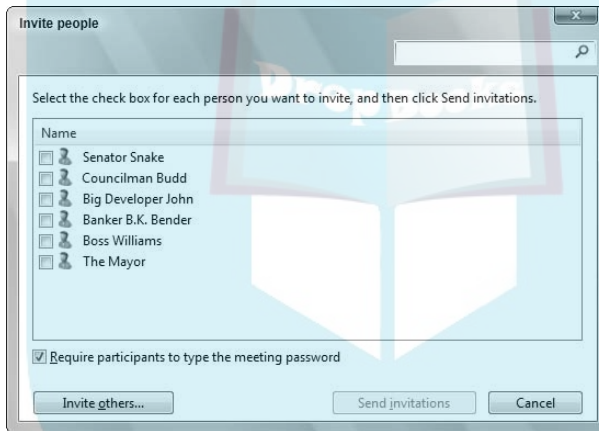 Invite people
Drop Books
Select the check box for each person you want to invite, and then click Send invitations.
Name
Senator Snake
Councilman Budd
Big Developer John
Banker B.K. Bender
Boss Williams
The Mayor
Require participants to type the meeting password
Invite others...
Send invitations
Cancel